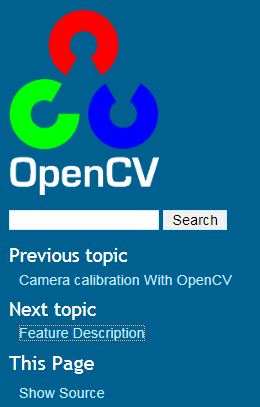 OpenCV
Search
Previous topic
Camera calibration With OpenCV
Next topic
Feature Description
This Page
Show Source